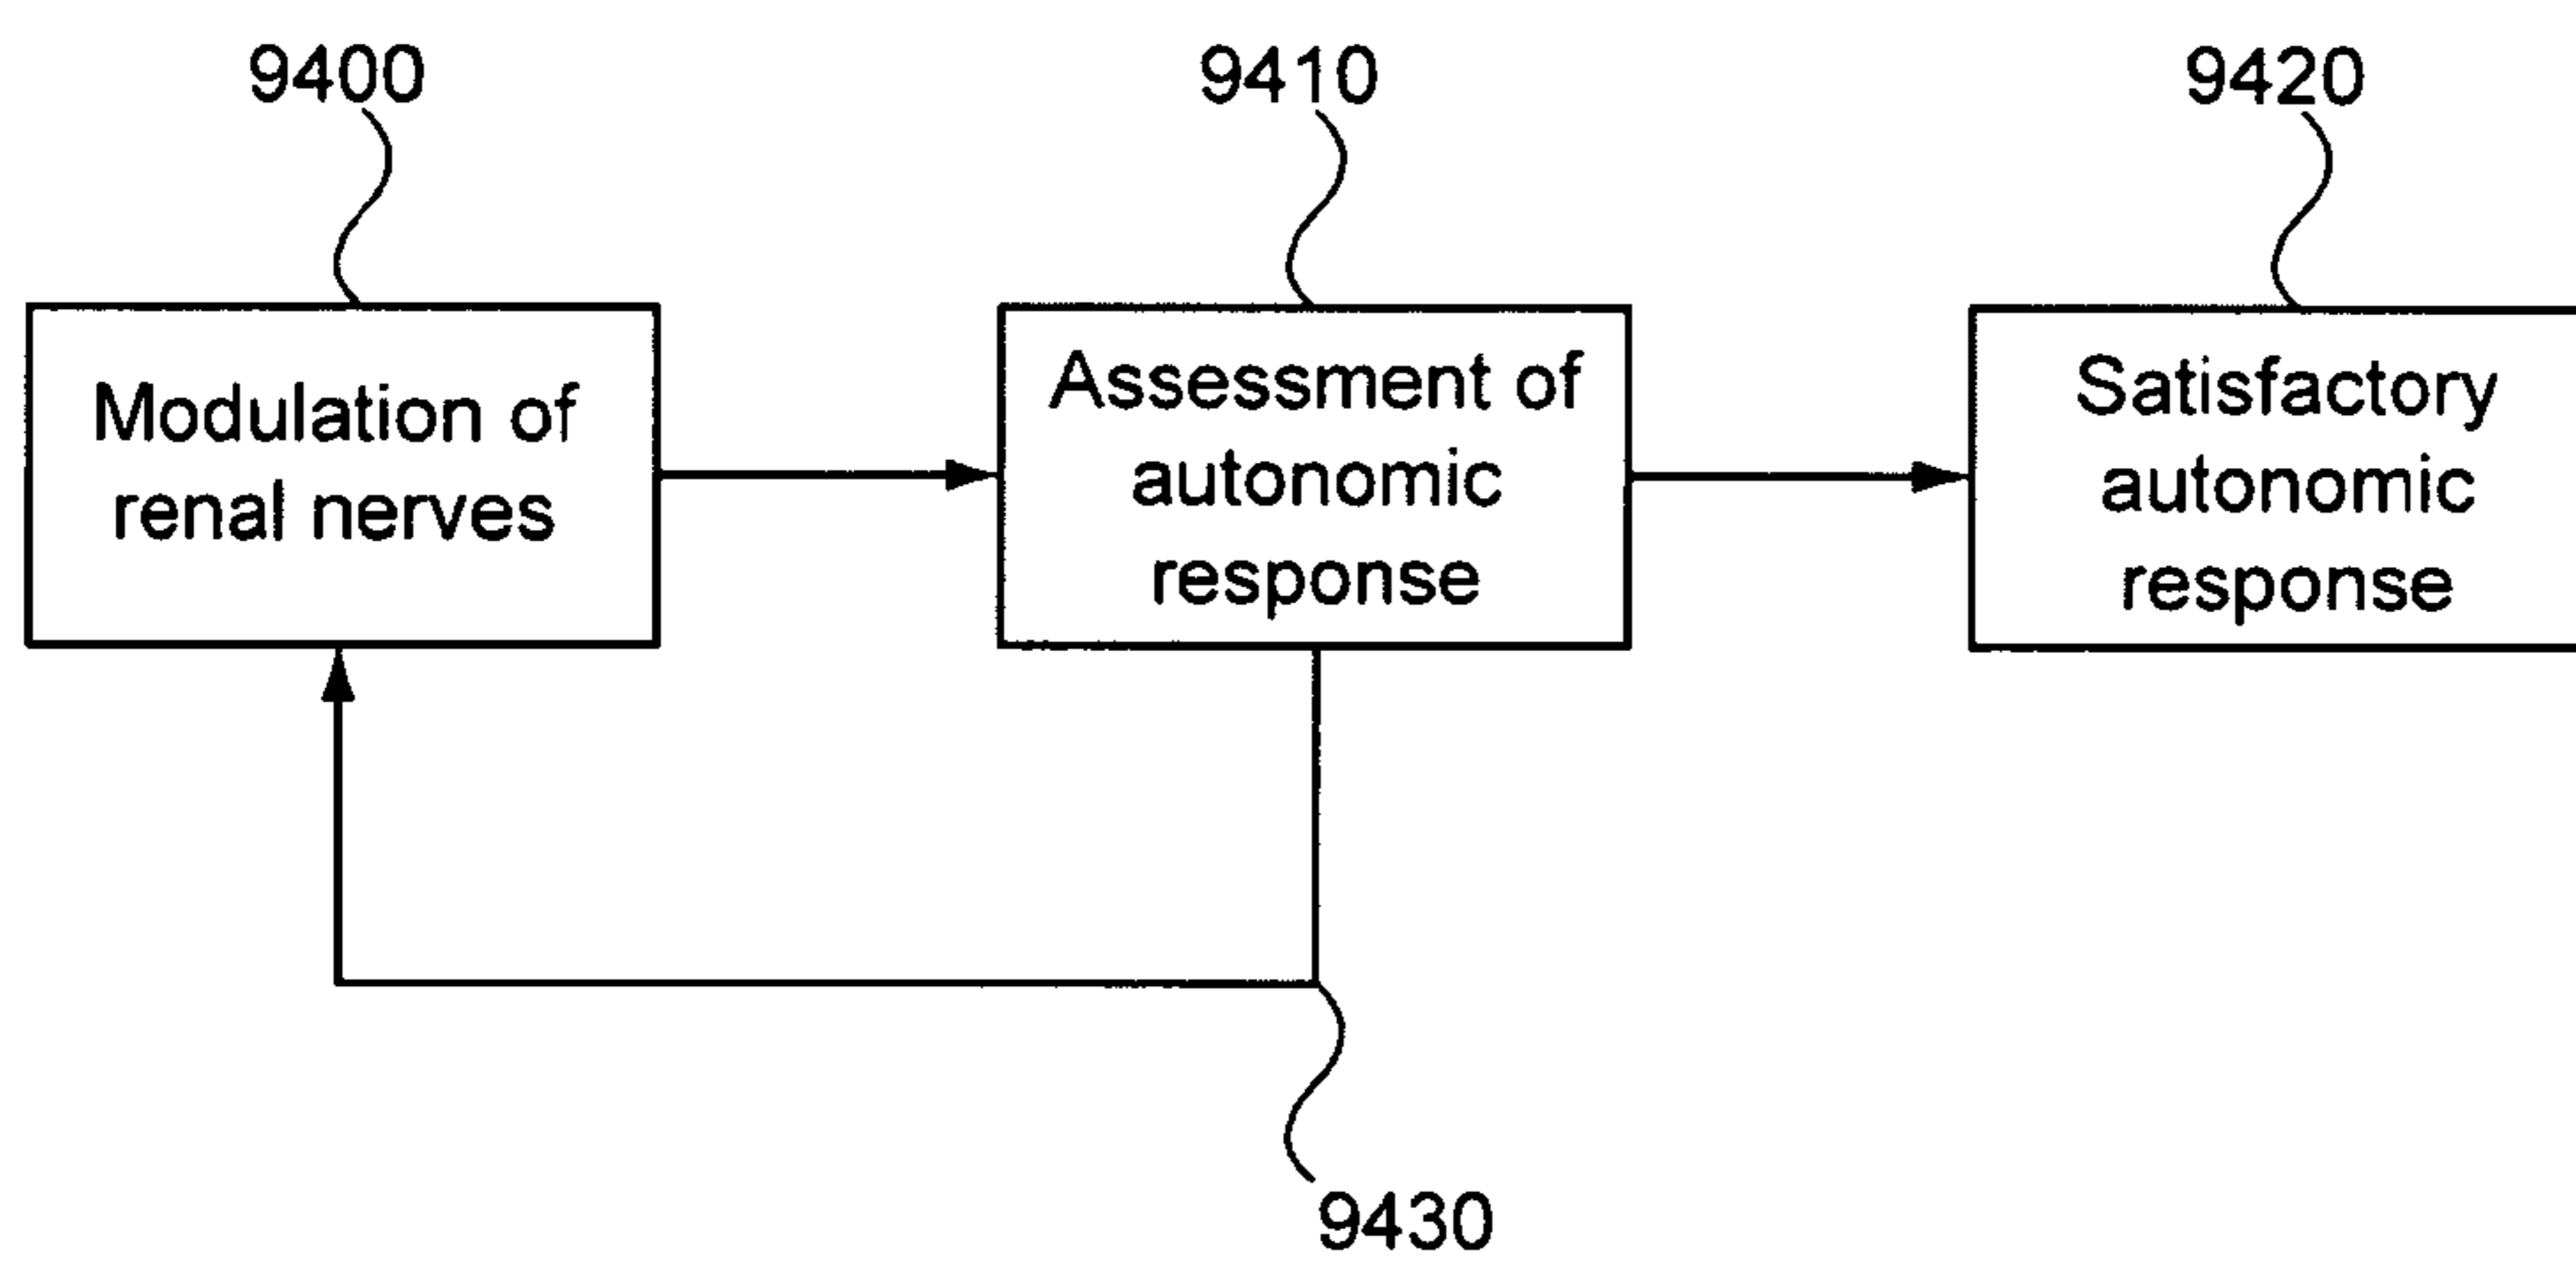 9400
9410
9420
Modulation of
renal nerves
Assessment of
autonomic
response
Satisfactory
autonomic
response
9430